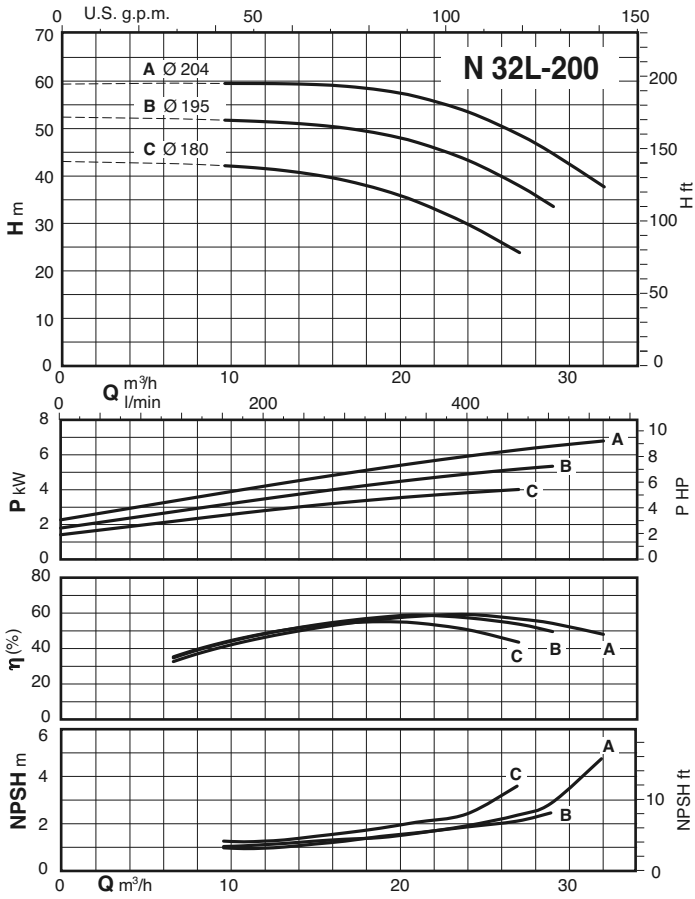 0 U.S. g.p.m. 50 100 150
N 32L-200
A Ø 204
B Ø 195
C Ø 180
70
60
50
40
30
20
10
0
H m
200
150
100
50
0
H ft
0 10 20 30
Q m³/h
l/min
0 200 400
8
6
4
2
0
P kW
A
B
C
10
8
6
4
2
0
P HP
80
60
40
20
0
η (%)
C B A
6
4
2
0
NPSH m
A
C
B
10
0
NPSH ft
0 Q m³/h 10 20 30